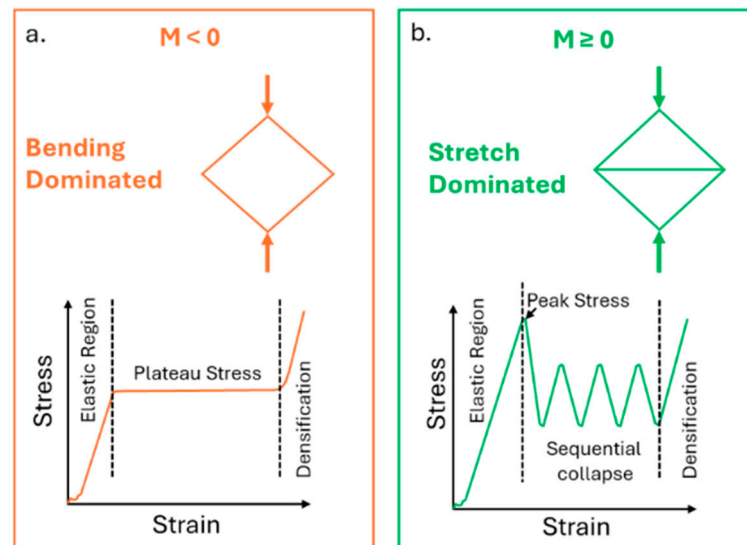 a.
M < 0
Bending
Dominated
Stress
Elastic Region
Plateau Stress
Densification
Strain
b.
M ≥ 0
Stretch
Dominated
Stress
Elastic Region
Peak Stress
Sequential
collapse
Densification
Strain